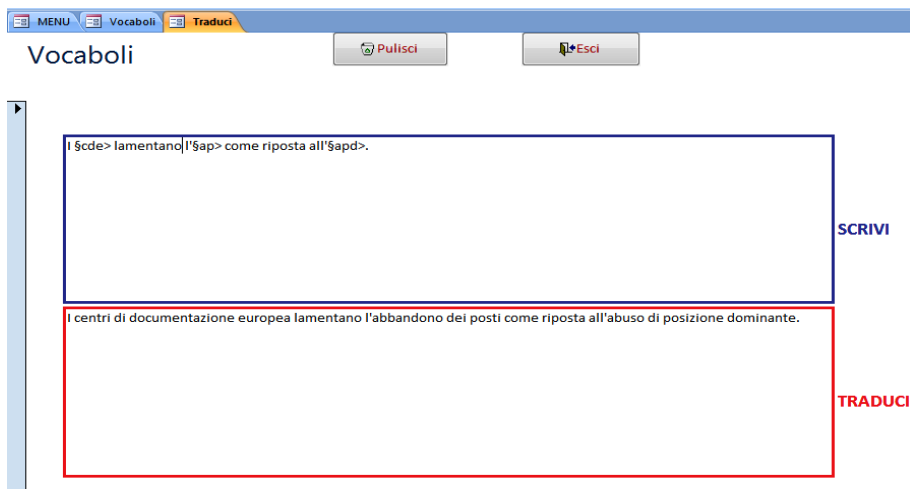 MENU Vocaboli Traduci
Vocaboli
Pulisci
Esci
I §cde> lamentano l'§ap> come riposta all'§apd>.
SCRIVI
I centri di documentazione europea lamentano l'abbandono dei posti come riposta all'abuso di posizione dominante.
TRADUCI